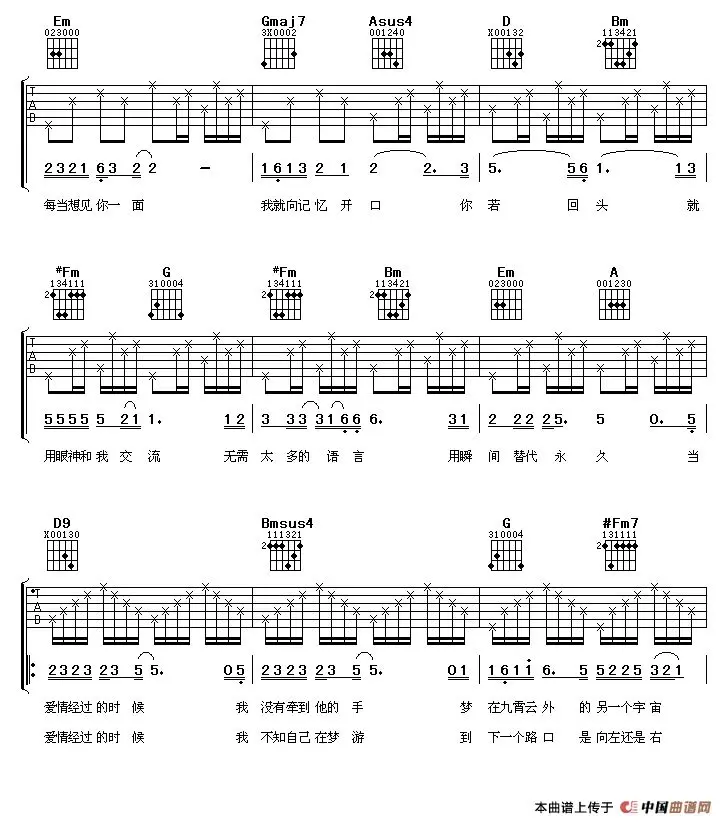 Em Gmaj7 Asus4 D Bm
023000 3X0002 001240 X00132 113421
2
T
A
B
2321 63 2 2 – 1613 2 1 2 2. 3 5. 56 1. 13
每当想见你一面 我就向记忆开口 你若回头 就
#Fm G #Fm Bm Em A
134111 310004 134111 113421 023000 001230
2 2 2
T
A
B
5555 5 21 1. 12 3 33 31 66 6. 31 2 22 25. 5 0. 5
用眼神和我交流 无需太多的语言 用瞬间替代永久 当
D9 Bmsus4 G #Fm7
X00130 111321 310004 131111
2 2
T
A
B
2323 23 5 5. 05 2323 23 5 5. 01 1611 6. 5 5225 321
爱情经过的时候 我没有牵到他的手 梦在九霄云外的另一个宇宙
爱情经过的时候 我不知自己在梦游 到下一个路口是向左还是右
本曲谱上传于 中国曲谱网